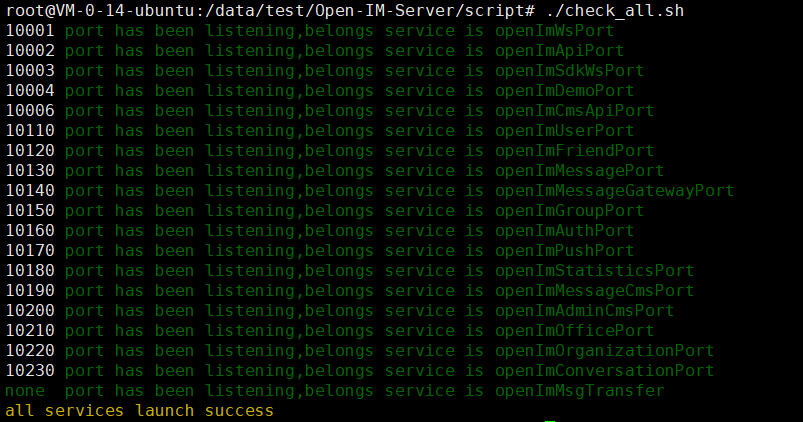 root@VM-0-14-ubuntu:/data/test/Open-IM-Server/script# ./check_all.sh
10001 port has been listening,belongs service is openImWsPort
10002 port has been listening,belongs service is openImApiPort
10003 port has been listening,belongs service is openImSdkWsPort
10004 port has been listening,belongs service is openImDemoPort
10006 port has been listening,belongs service is openImCmsApiPort
10110 port has been listening,belongs service is openImUserPort
10120 port has been listening,belongs service is openImFriendPort
10130 port has been listening,belongs service is openImMessagePort
10140 port has been listening,belongs service is openImMessageGatewayPort
10150 port has been listening,belongs service is openImGroupPort
10160 port has been listening,belongs service is openImAuthPort
10170 port has been listening,belongs service is openImPushPort
10180 port has been listening,belongs service is openImStatisticsPort
10190 port has been listening,belongs service is openImMessageCmsPort
10200 port has been listening,belongs service is openImAdminCmsPort
10210 port has been listening,belongs service is openImOfficePort
10220 port has been listening,belongs service is openImOrganizationPort
10230 port has been listening,belongs service is openImConversationPort
none  port has been listening,belongs service is openImMsgTransfer
all services launch success